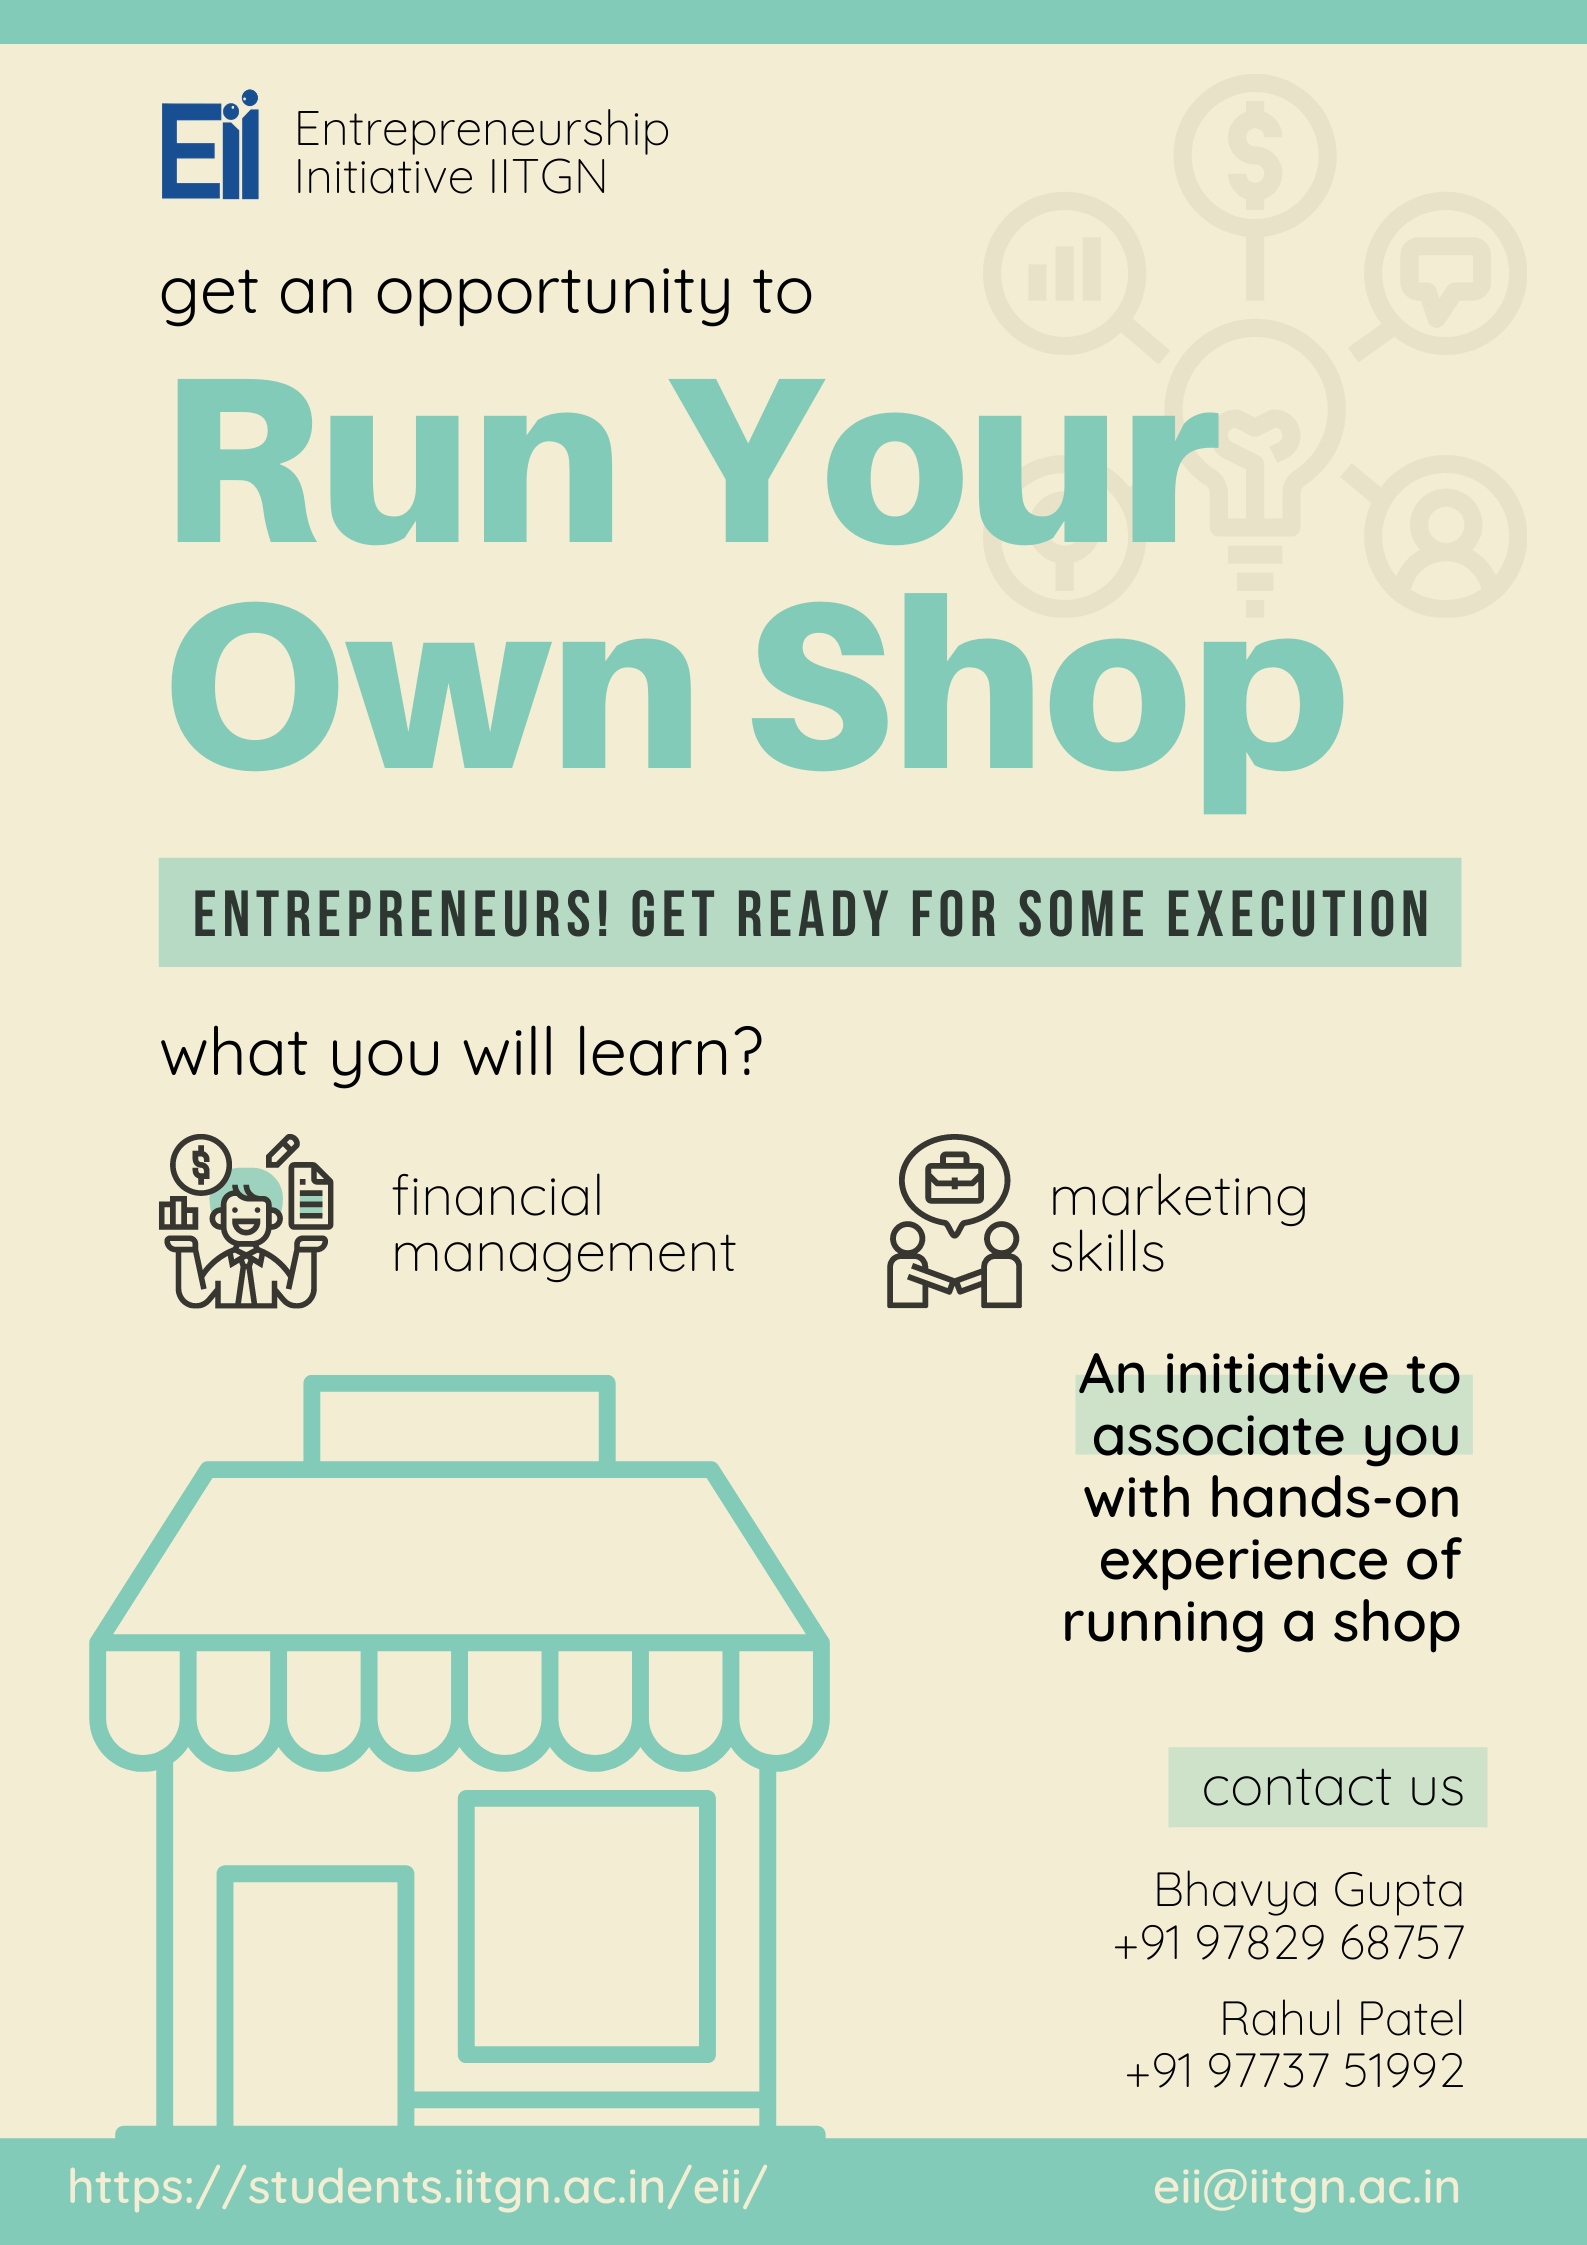 Eii
Entrepreneurship
Initiative IITGN
get an opportunity to
Run Your
Own Shop
ENTREPRENEURS! GET READY FOR SOME EXECUTION
what you will learn?
financial
management
marketing
skills
An initiative to
associate you
with hands-on
experience of
running a shop
contact us
Bhavya Gupta
+91 97829 68757
Rahul Patel
+91 97737 51992
https://students.iitgn.ac.in/eii/
eii@iitgn.ac.in